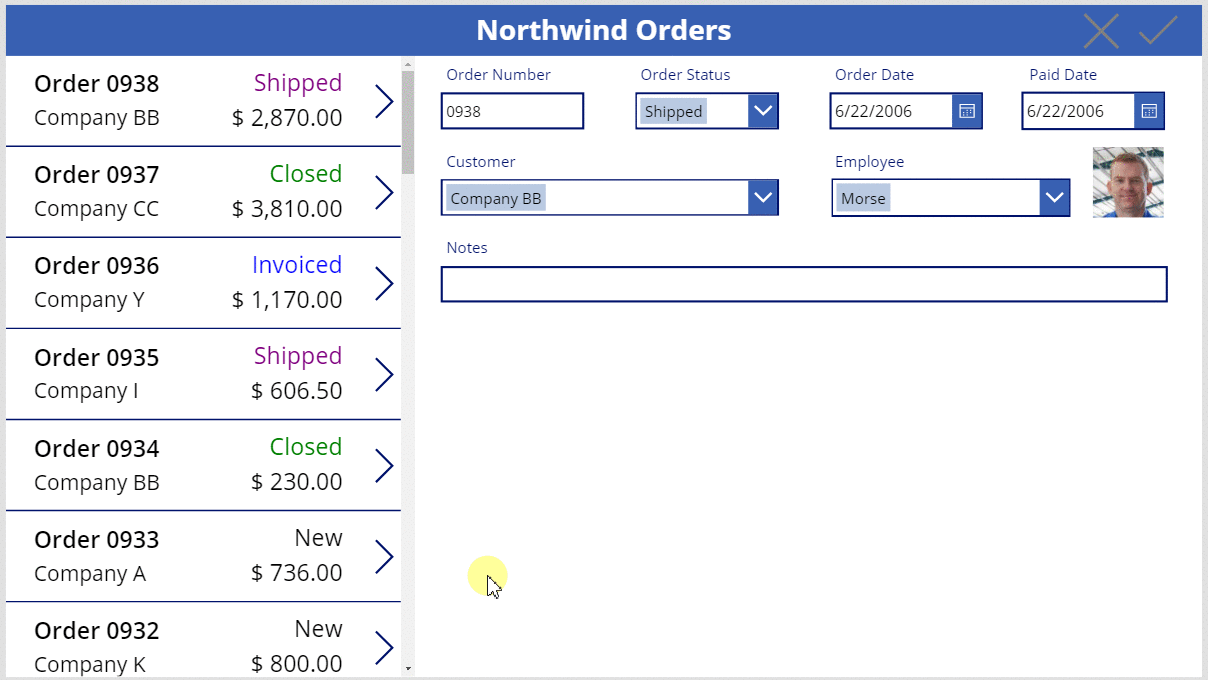 Northwind Orders
Order 0938 Shipped
Company BB $ 2,870.00
Order 0937 Closed
Company CC $ 3,810.00
Order 0936 Invoiced
Company Y $ 1,170.00
Order 0935 Shipped
Company I $ 606.50
Order 0934 Closed
Company BB $ 230.00
Order 0933 New
Company A $ 736.00
Order 0932 New
Company K $ 800.00
Order Number Order Status Order Date Paid Date
0938 Shipped 6/22/2006 6/22/2006
Customer Employee
Company BB Morse
Notes